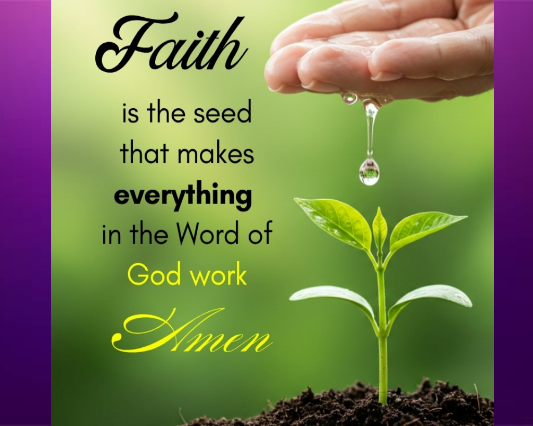 Faith
is the seed
that makes
everything
in the Word of
God work
Amen